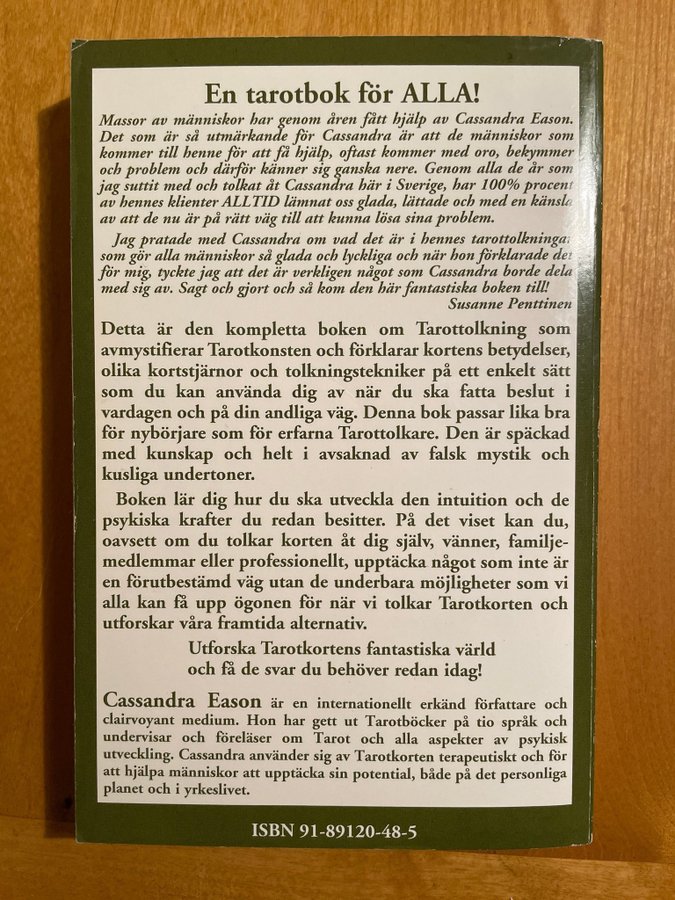 En tarotbok för ALLA!
Massor av människor har genom åren fått hjälp av Cassandra Eason.
Det som är så utmärkande för Cassandra är att de människor som
kommer till henne för att få hjälp, oftast kommer med oro, bekymmer
och problem och därför känner sig ganska nere. Genom alla de år som
jag suttit med och tolkat åt Cassandra här i Sverige, har 100% procent
av hennes klienter ALLTID lämnat oss glada, lättade och med en känsla
av att de nu är på rätt väg till att kunna lösa sina problem.
Jag pratade med Cassandra om vad det är i hennes tarottolkningar
som gör alla människor så glada och lyckliga och när hon förklarade det
för mig, tyckte jag att det är verkligen något som Cassandra borde dela
med sig av. Sagt och gjort och så kom den här fantastiska boken till!
Susanne Penttinen
Detta är den kompletta boken om Tarottolkning som
avmystifierar Tarotkonsten och förklarar kortens betydelser,
olika kortstjärnor och tolkningstekniker på ett enkelt sätt
som du kan använda dig av när du ska fatta beslut i
vardagen och på din andliga väg. Denna bok passar lika bra
för nybörjare som för erfarna Tarottolkare. Den är späckad
med kunskap och helt i avsaknad av falsk mystik och
kusliga undertoner.
Boken lär dig hur du ska utveckla den intuition och de
psykiska krafter du redan besitter. På det viset kan du,
oavsett om du tolkar korten åt dig själv, vänner, familje-
medlemmar eller professionellt, upptäcka något som inte är
en förutbestämd väg utan de underbara möjligheter som vi
alla kan få upp ögonen för när vi tolkar Tarotkorten och
utforskar våra framtida alternativ.
Utforska Tarotkortens fantastiska värld
och få de svar du behöver redan idag!
Cassandra Eason är en internationellt erkänd författare och
clairvoyant medium. Hon har gett ut Tarotböcker på tio språk och
undervisar och föreläser om Tarot och alla aspekter av psykisk
utveckling. Cassandra använder sig av Tarotkorten terapeutiskt och för
att hjälpa människor att upptäcka sin potential, både på det personliga
planet och i yrkeslivet.
ISBN 91-89120-48-5